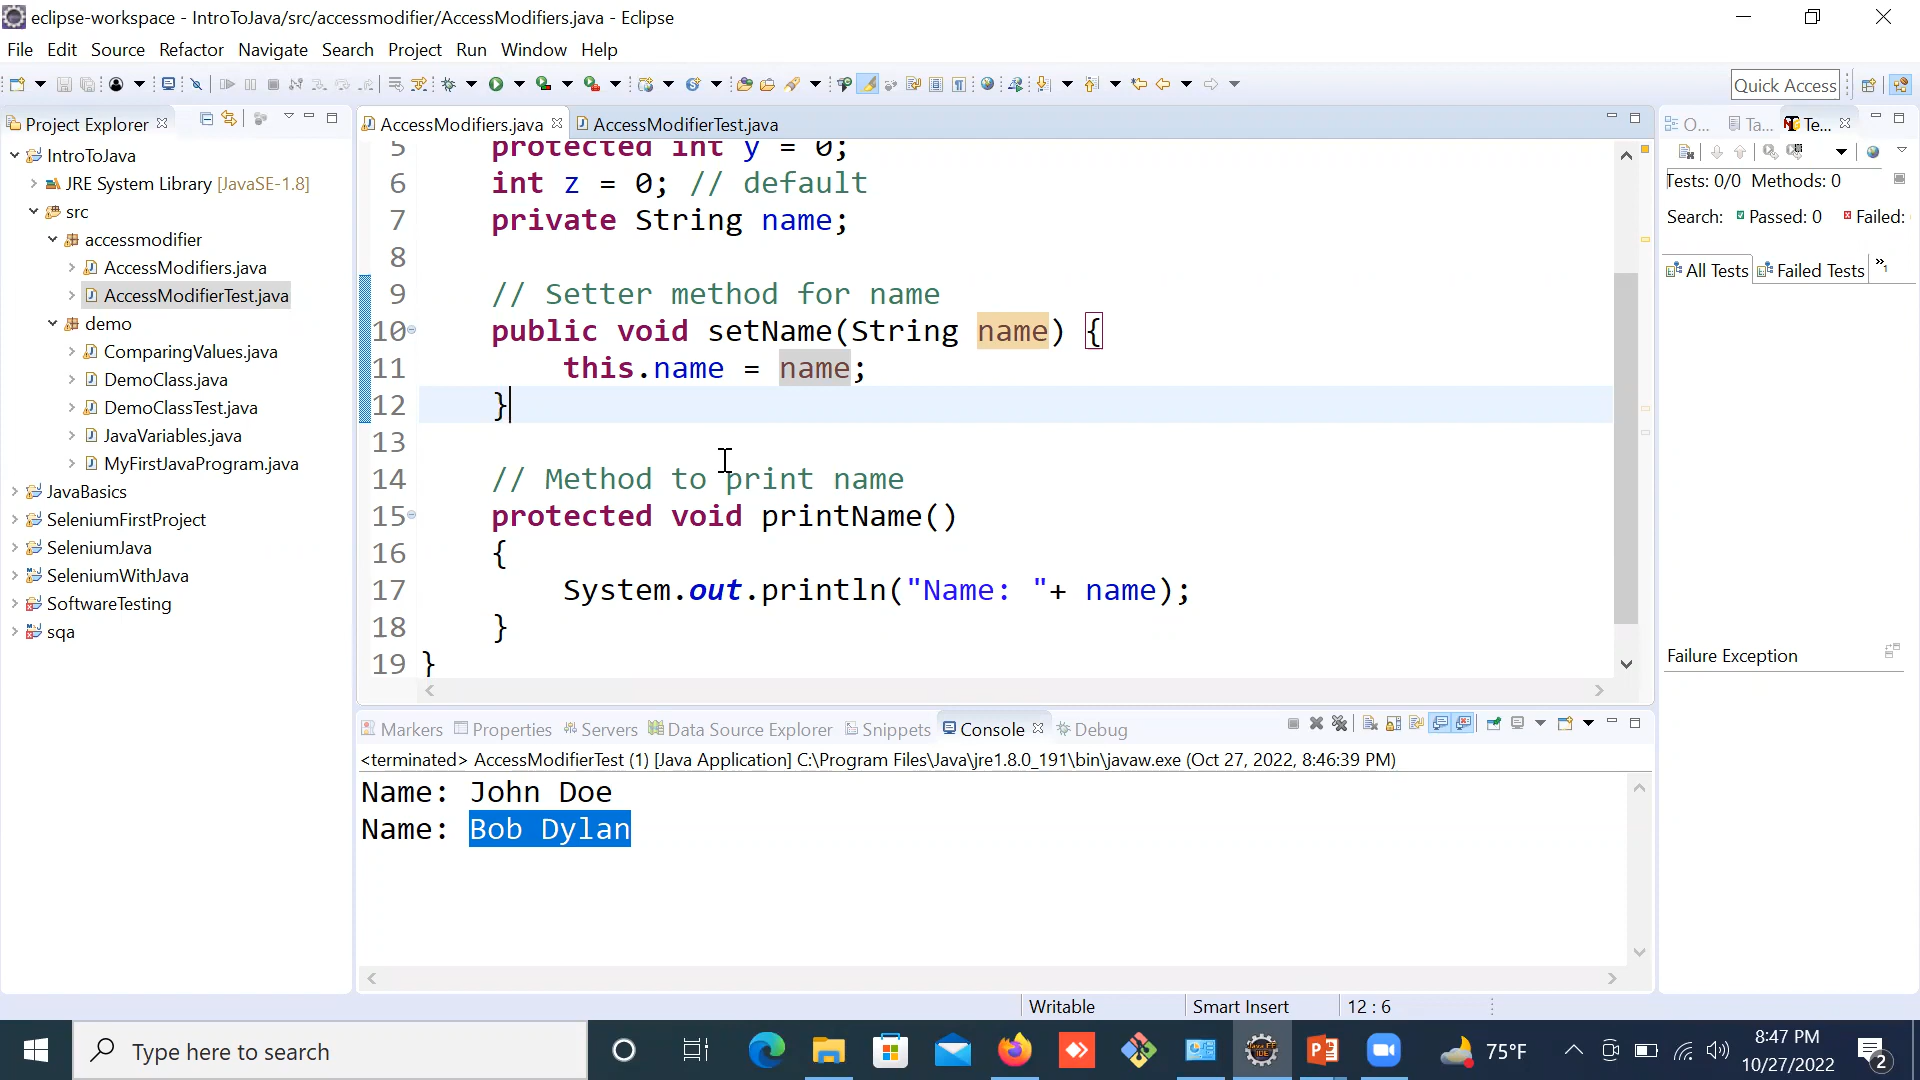 eclipse-workspace - IntroToJava/src/accessmodifier/AccessModifiers.java - Eclipse
File Edit Source Refactor Navigate Search Project Run Window Help
Quick Access
Project Explorer
IntroToJava
JRE System Library [JavaSE-1.8]
src
accessmodifier
AccessModifiers.java
AccessModifierTest.java
demo
ComparingValues.java
DemoClass.java
DemoClassTest.java
JavaVariables.java
MyFirstJavaProgram.java
JavaBasics
SeleniumFirstProject
SeleniumJava
SeleniumWithJava
SoftwareTesting
sqa
AccessModifiers.java AccessModifierTest.java
5 protected int y = 0;
6 int z = 0; // default
7 private String name;
8
9 // Setter method for name
10 public void setName(String name) {
11 this.name = name;
12 }
13
14 // Method to print name
15 protected void printName()
16 {
17 System.out.println("Name: "+ name);
18 }
19 }
O... Ta... Te...
Tests: 0/0 Methods: 0
Search: Passed: 0 Failed:
All Tests Failed Tests »1
Failure Exception
Markers Properties Servers Data Source Explorer Snippets Console Debug
<terminated> AccessModifierTest (1) [Java Application] C:\Program Files\Java\jre1.8.0_191\bin\javaw.exe (Oct 27, 2022, 8:46:39 PM)
Name: John Doe
Name: Bob Dylan
Writable Smart Insert 12 : 6
Type here to search
75°F
8:47 PM
10/27/2022
2